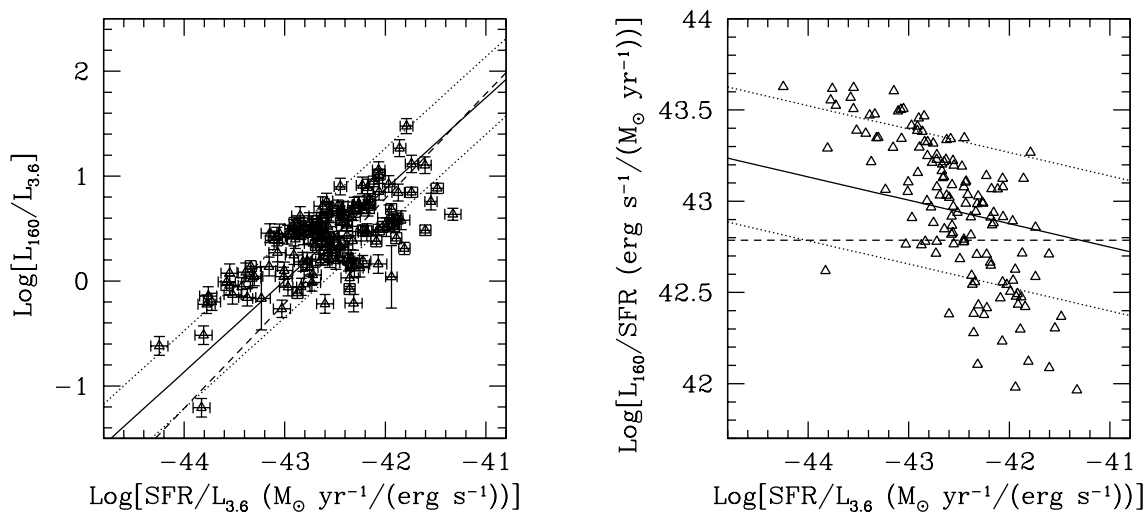 Log[L₁₆₀/L₃.₆]
2
1
0
−1
−44 −43 −42 −41
Log[SFR/L₃.₆ (M☉ yr⁻¹/(erg s⁻¹))]
Log[L₁₆₀/SFR (erg s⁻¹/(M☉ yr⁻¹))]
44
43.5
43
42.5
42
−44 −43 −42 −41
Log[SFR/L₃.₆ (M☉ yr⁻¹/(erg s⁻¹))]